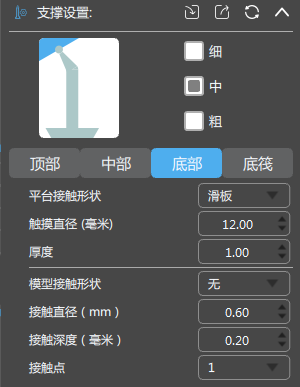 支撑设置:
细
中
粗
顶部 中部 底部 底筏
平台接触形状 滑板
触摸直径 (毫米) 12.00
厚度 1.00
模型接触形状 无
接触直径（mm） 0.60
接触深度（毫米） 0.20
接触点 1